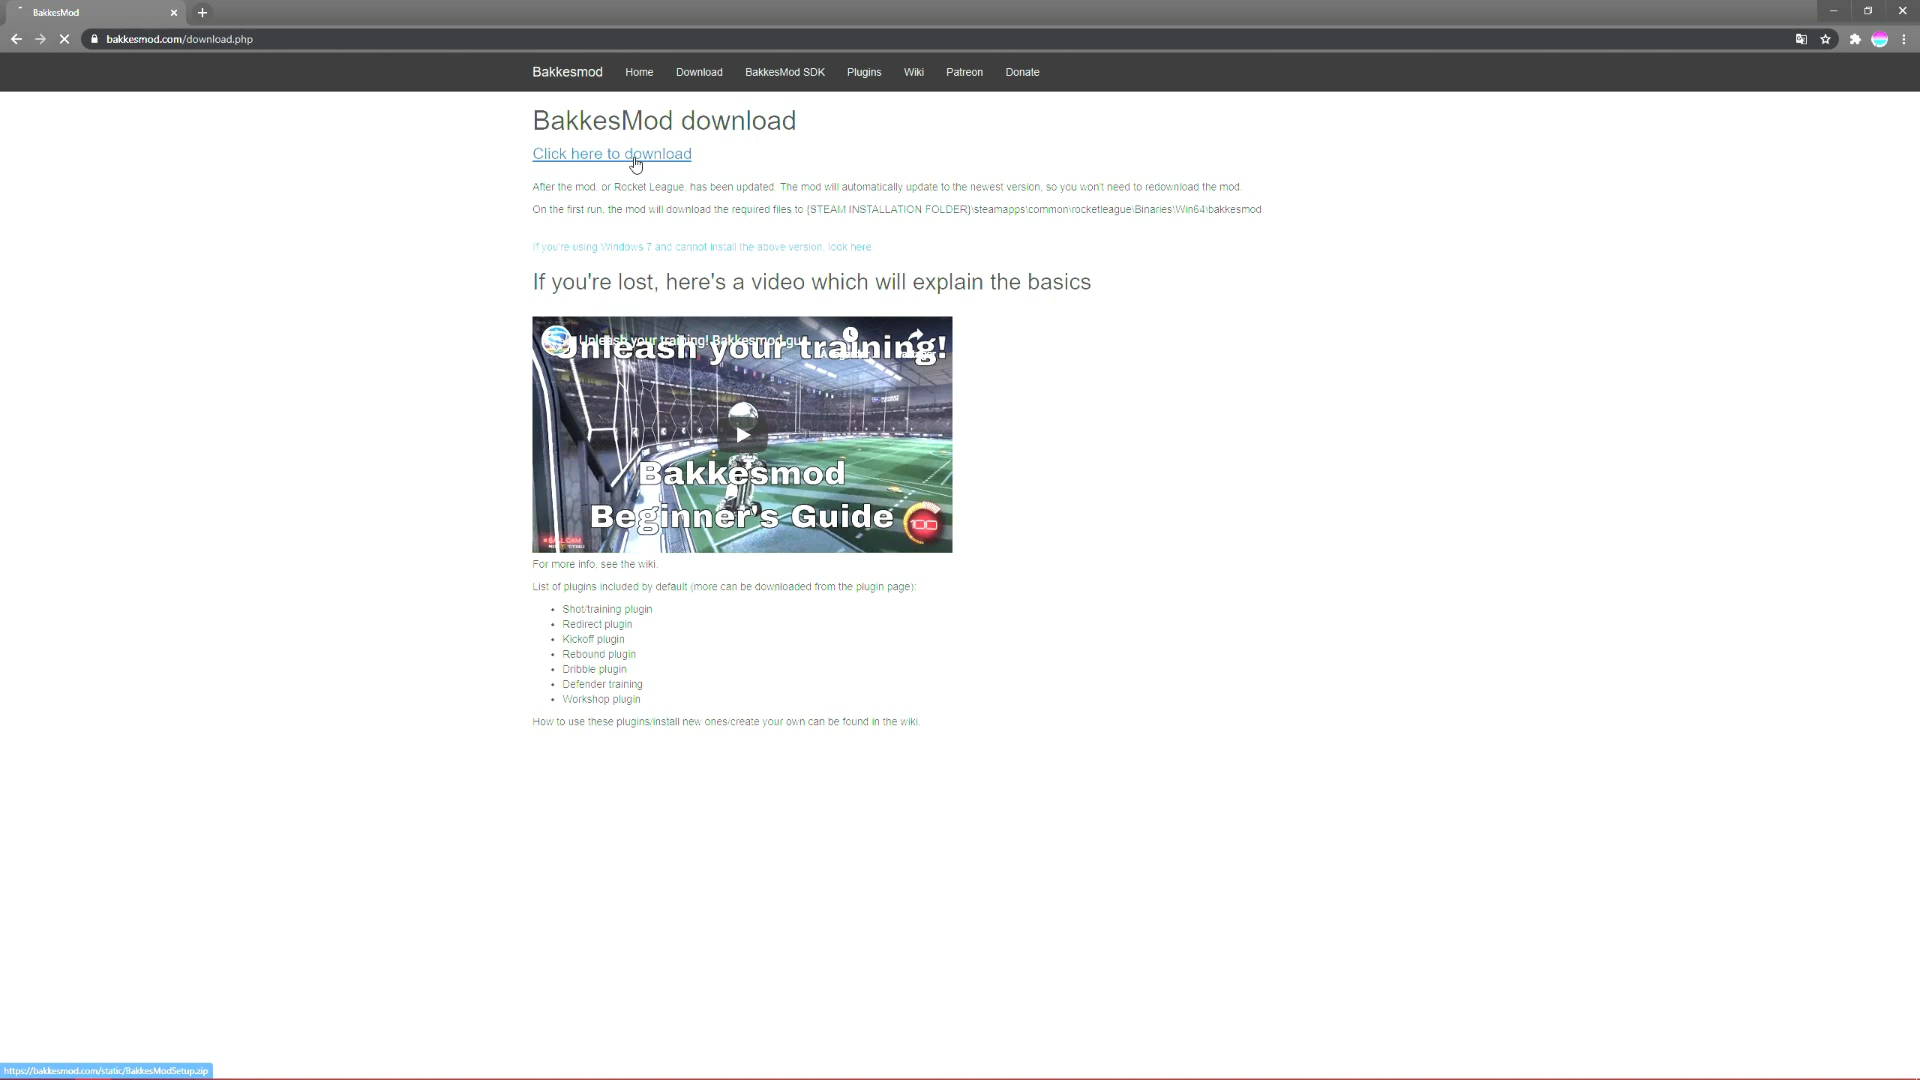 BakkesMod
bakkesmod.com/download.php
Bakkesmod Home Download BakkesMod SDK Plugins Wiki Patreon Donate
BakkesMod download
Click here to download
After the mod, or Rocket League, has been updated. The mod will automatically update to the newest version, so you won't need to redownload the mod.
On the first run, the mod will download the required files to {STEAM INSTALLATION FOLDER}\steamapps\common\rocketleague\Binaries\Win64\bakkesmod
If you're using Windows 7 and cannot install the above version, look here
If you're lost, here's a video which will explain the basics
Unleash your training! Bakkesmod gu
Unleash your training!
Bakkesmod
Beginner's Guide
100
BALL CAM
For more info, see the wiki.
List of plugins included by default (more can be downloaded from the plugin page):
• Shot/training plugin
• Redirect plugin
• Kickoff plugin
• Rebound plugin
• Dribble plugin
• Defender training
• Workshop plugin
How to use these plugins/install new ones/create your own can be found in the wiki.
https://bakkesmod.com/static/BakkesModSetup.zip